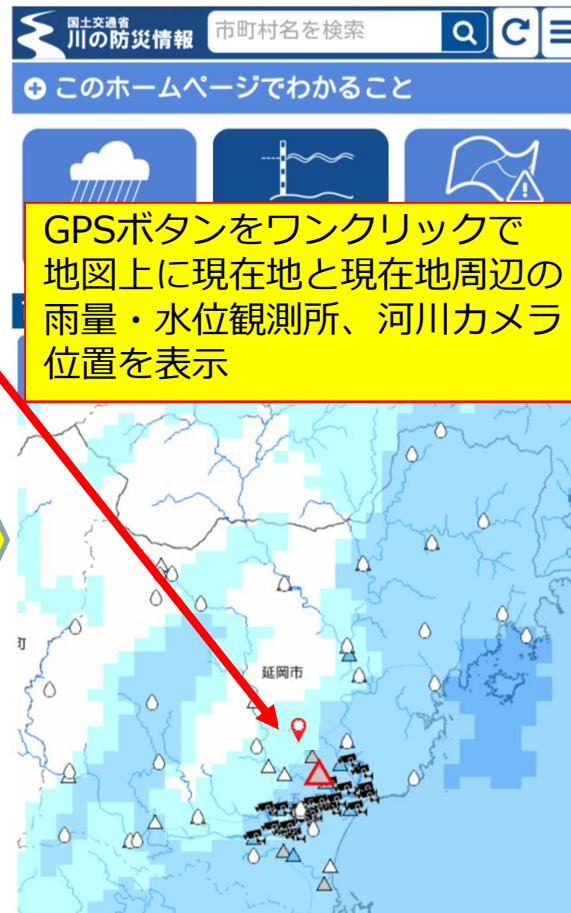 国土交通省
川の防災情報
市町村名を検索
このホームページでわかること
GPSボタンをワンクリックで
地図上に現在地と現在地周辺の
雨量・水位観測所、河川カメラ
位置を表示
町
延岡市